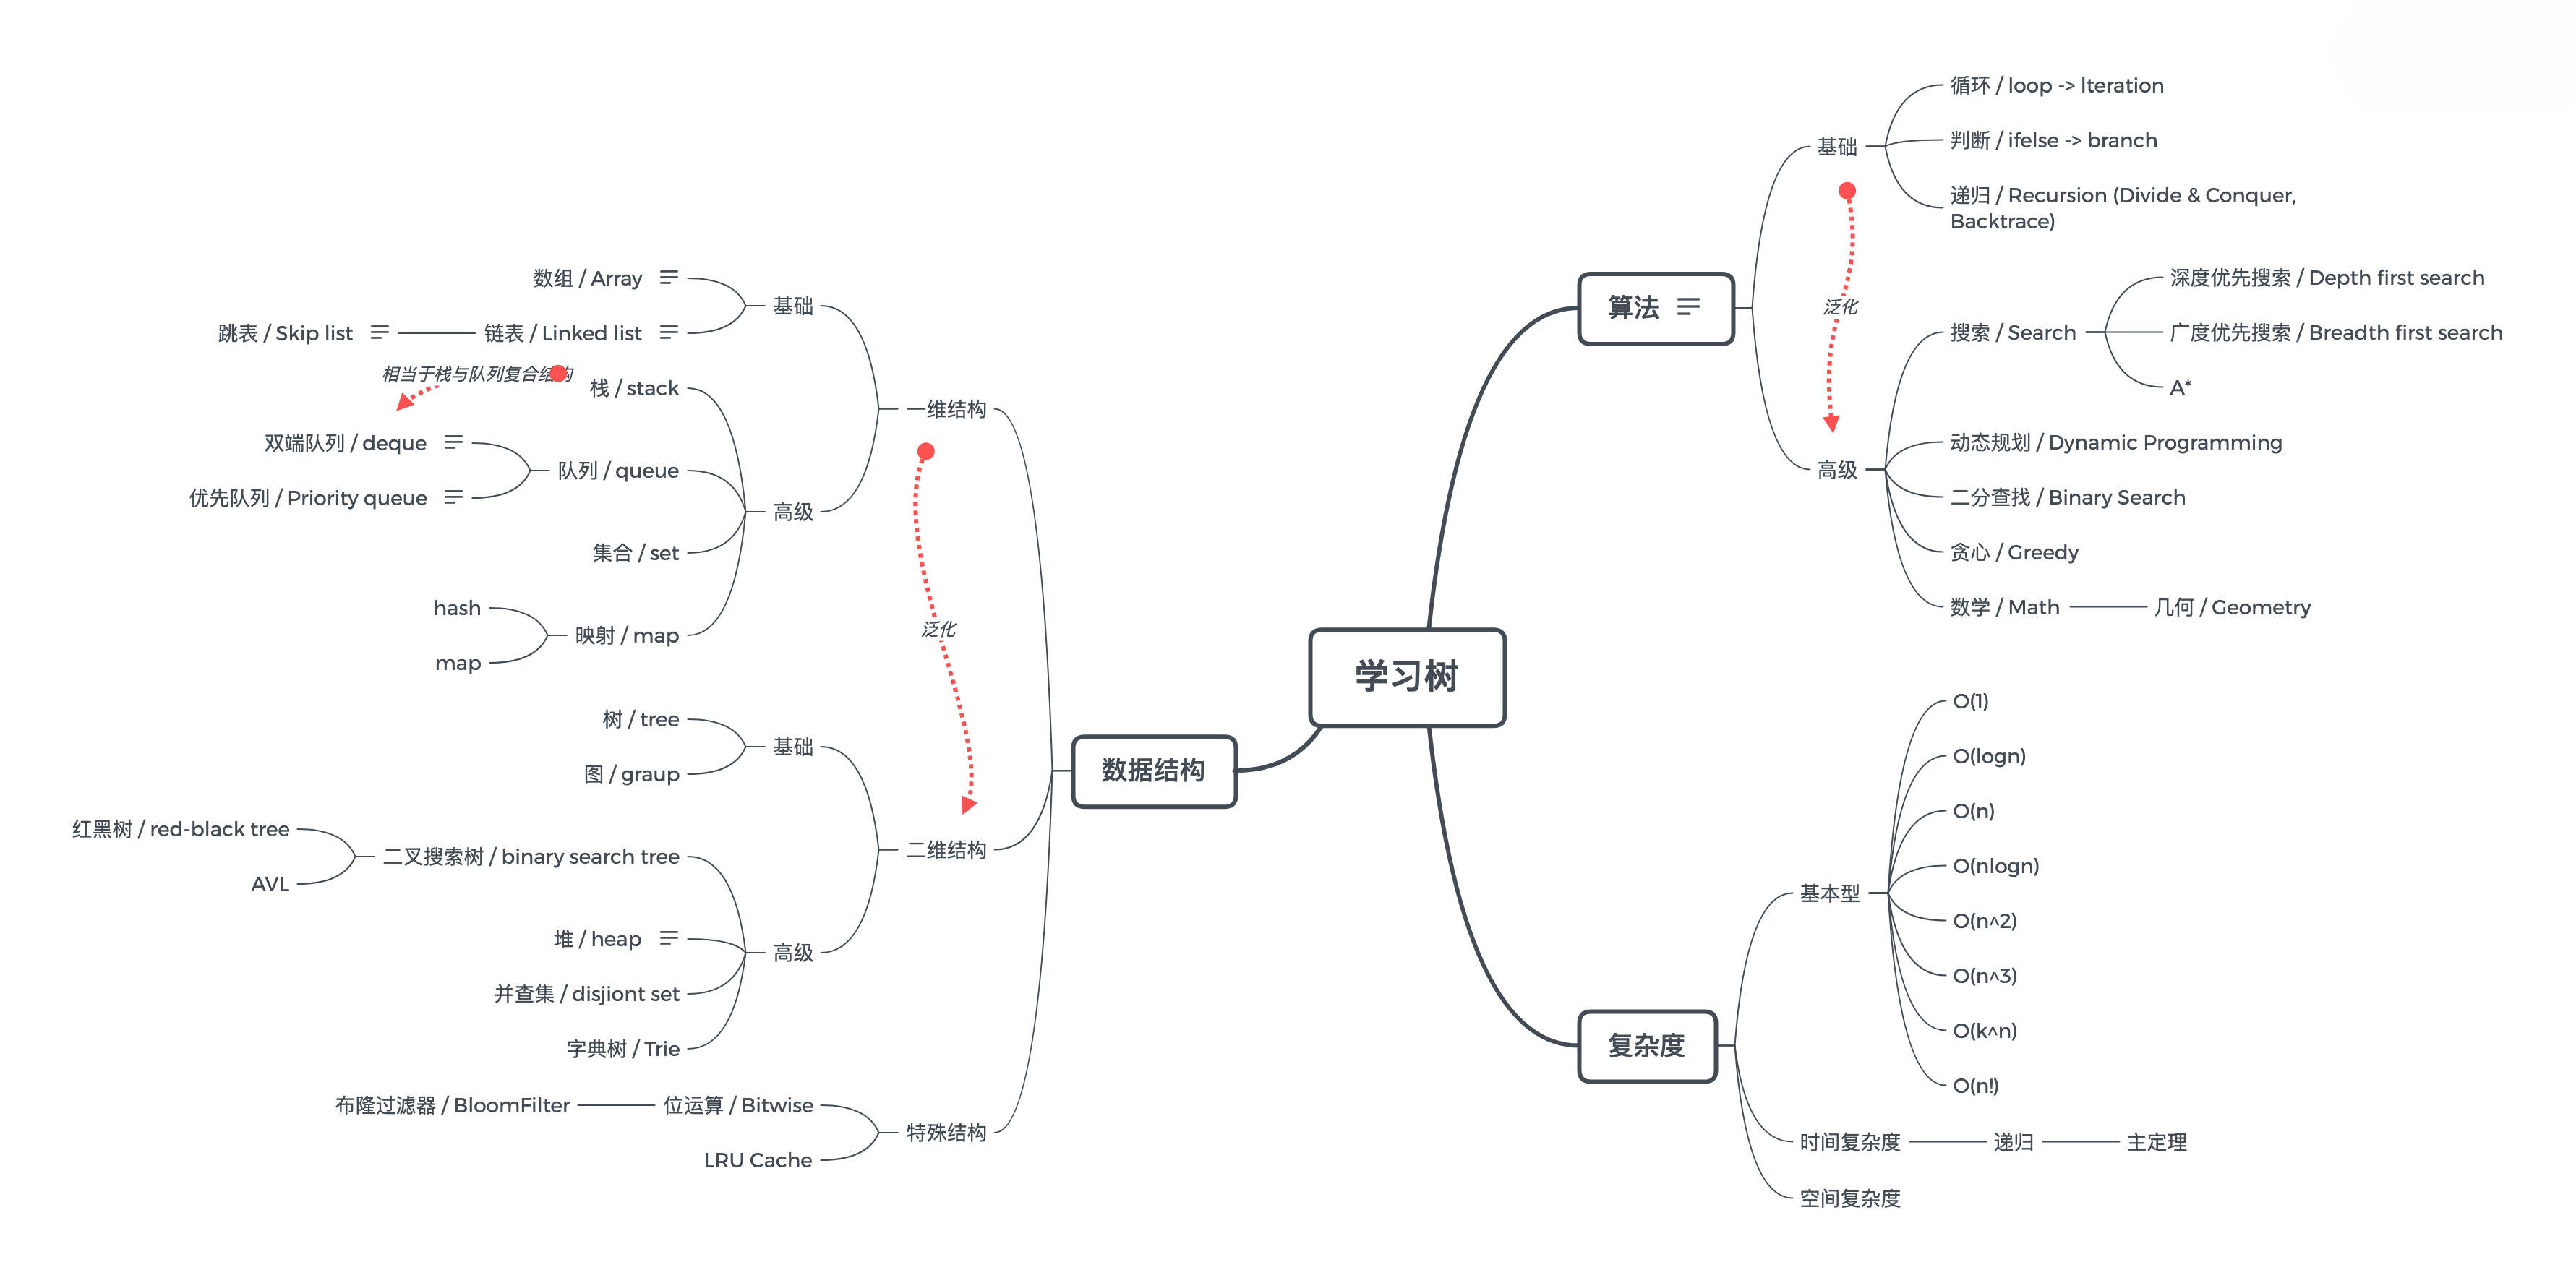 学习树
算法
基础
循环 / loop -> Iteration
判断 / ifelse -> branch
递归 / Recursion (Divide & Conquer,
Backtrace)
泛化
高级
搜索 / Search
深度优先搜索 / Depth first search
广度优先搜索 / Breadth first search
A*
动态规划 / Dynamic Programming
二分查找 / Binary Search
贪心 / Greedy
数学 / Math
几何 / Geometry
复杂度
基本型
O(1)
O(logn)
O(n)
O(nlogn)
O(n^2)
O(n^3)
O(k^n)
O(n!)
时间复杂度
递归
主定理
空间复杂度
数据结构
一维结构
基础
数组 / Array
链表 / Linked list
跳表 / Skip list
高级
栈 / stack
相当于栈与队列复合结构
队列 / queue
双端队列 / deque
优先队列 / Priority queue
集合 / set
映射 / map
hash
map
泛化
二维结构
基础
树 / tree
图 / graup
高级
二叉搜索树 / binary search tree
红黑树 / red-black tree
AVL
堆 / heap
并查集 / disjiont set
字典树 / Trie
特殊结构
位运算 / Bitwise
布隆过滤器 / BloomFilter
LRU Cache